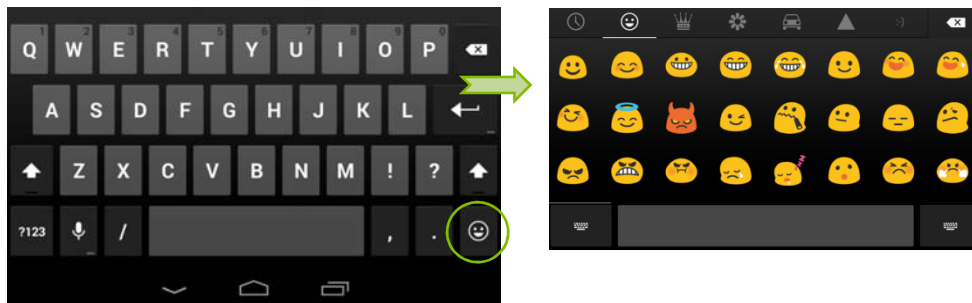 1 2 3 4 5 6 7 8 9 0
Q W E R T Y U I O P
A S D F G H J K L
Z X C V B N M ! ?
?123 / , .
:-)